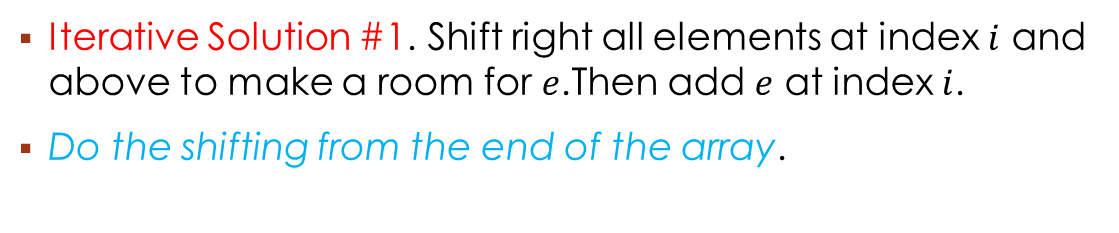 ▪ Iterative Solution #1. Shift right all elements at index i and
above to make a room for e.Then add e at index i.
▪ Do the shifting from the end of the array.